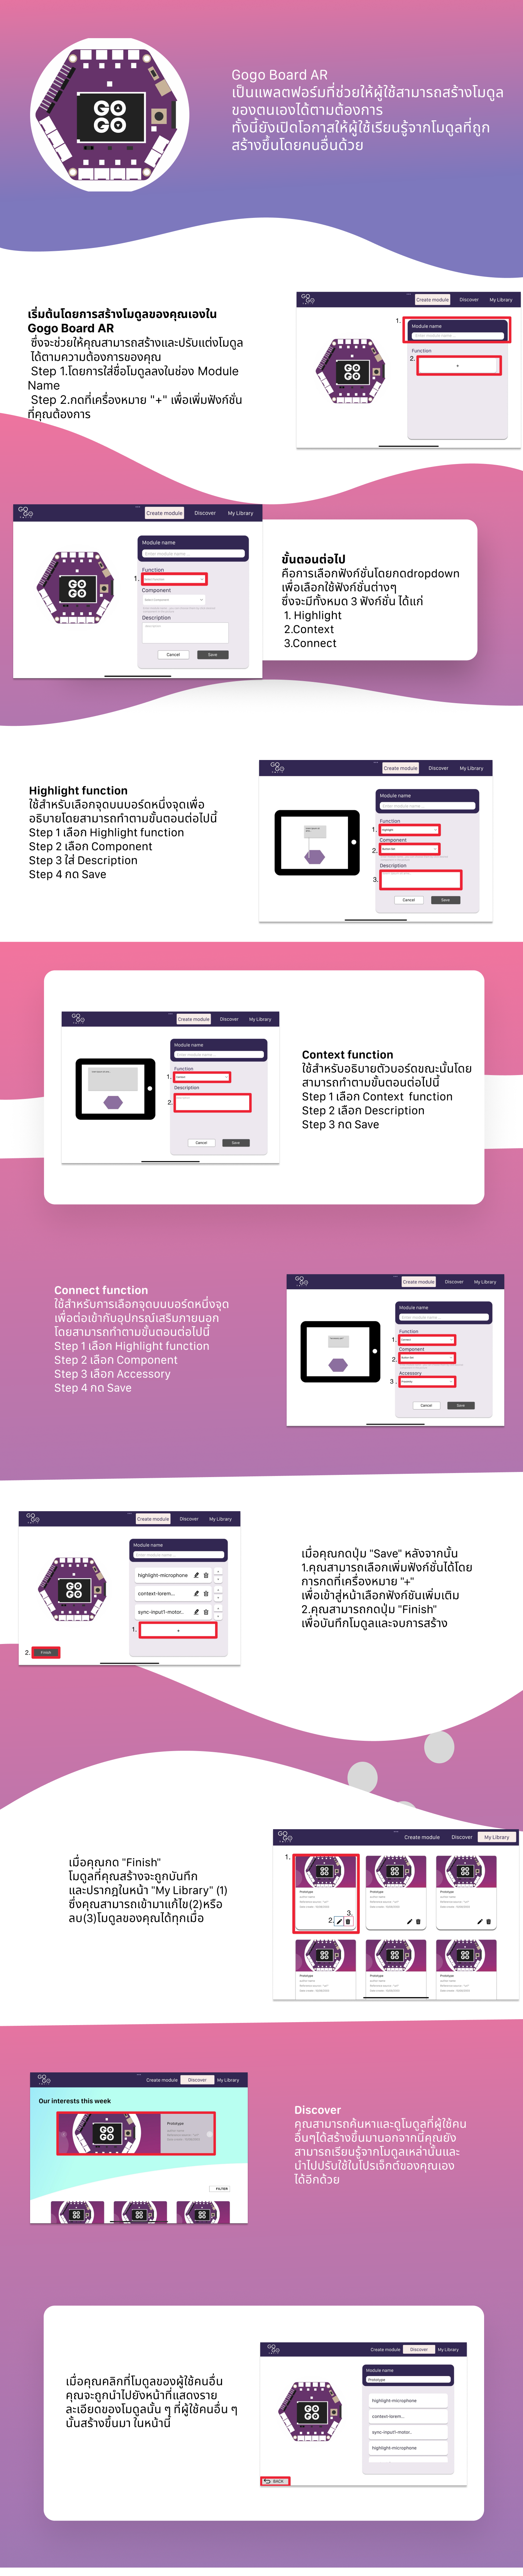 GO
GO
Gogo Board AR
เป็นแพลตฟอร์มที่ช่วยให้ผู้ใช้สามารถสร้างโมดูล
ของตนเองได้ตามต้องการ
ทั้งนี้ยังเปิดโอกาสให้ผู้ใช้เรียนรู้จากโมดูลที่ถูก
สร้างขึ้นโดยคนอื่นด้วย
เริ่มต้นโดยการสร้างโมดูลของคุณเองใน
Gogo Board AR
ซึ่งจะช่วยให้คุณสามารถสร้างและปรับแต่งโมดูล
ได้ตามความต้องการของคุณ
Step 1.โดยการใส่ชื่อโมดูลลงในช่อง Module
Name
Step 2.กดที่เครื่องหมาย "+" เพื่อเพิ่มฟังก์ชั่น
ที่คุณต้องการ
GO
GO
Create module Discover My Library
1.
Module name
Enter module name ...
Function
2.
+
GO
GO
GO
GO
Create module Discover My Library
Module name
Enter module name ...
Function
1.
Component
Select Component
Description
Cancel Save
GO
GO
ขั้นตอนต่อไป
คือการเลือกฟังก์ชั่นโดยกดdropdown
เพื่อเลือกใช้ฟังก์ชั่นต่างๆ
ซึ่งจะมีทั้งหมด 3 ฟังก์ชั่น ได้แก่
1. Highlight
2.Context
3.Connect
Highlight function
ใช้สำหรับเลือกจุดบนบอร์ดหนึ่งจุดเพื่อ
อธิบายโดยสามารถทำตามขั้นตอนต่อไปนี้
Step 1 เลือก Highlight function
Step 2 เลือก Component
Step 3 ใส่ Description
Step 4 กด Save
GO
GO
Create module Discover My Library
Module name
Enter module name ...
Function
1.
Highlight
Component
2.
Description
3.
Cancel Save
GO
GO
Create module Discover My Library
Module name
Enter module name ...
Function
1.
Description
2.
Cancel Save
Context function
ใช้สำหรับอธิบายตัวบอร์ดขณะนั้นโดย
สามารถทำตามขั้นตอนต่อไปนี้
Step 1 เลือก Context function
Step 2 เลือก Description
Step 3 กด Save
Connect function
ใช้สำหรับการเลือกจุดบนบอร์ดหนึ่งจุด
เพื่อต่อเข้ากับอุปกรณ์เสริมภายนอก
โดยสามารถทำตามขั้นตอนต่อไปนี้
Step 1 เลือก Highlight function
Step 2 เลือก Component
Step 3 เลือก Accessory
Step 4 กด Save
GO
GO
Create module Discover My Library
Module name
Enter module name ...
Function
1.
Component
2.
Accessory
3 .
Cancel Save
GO
GO
Create module Discover My Library
Module name
Enter module name ...
highlight-microphone
context-lorem...
sync-input1-motor..
1.
+
GO
GO
2.
Finish
เมื่อคุณกดปุ่ม "Save" หลังจากนั้น
1.คุณสามารถเลือกเพิ่มฟังก์ชั่นได้โดย
การกดที่เครื่องหมาย "+"
เพื่อเข้าสู่หน้าเลือกฟังก์ชันเพิ่มเติม
2.คุณสามารถกดปุ่ม "Finish"
เพื่อบันทึกโมดูลและจบการสร้าง
เมื่อคุณกด "Finish"
โมดูลที่คุณสร้างจะถูกบันทึก
และปรากฏในหน้า "My Library" (1)
ซึ่งคุณสามารถเข้ามาแก้ไข(2)หรือ
ลบ(3)โมดูลของคุณได้ทุกเมื่อ
GO
GO
Create module Discover My Library
1.
Prototype Prototype Prototype
3.
2.
Prototype Prototype Prototype
GO
GO
Create module Discover My Library
Our interests this week
Prototype
FILTER
Discover
คุณสามารถค้นหาและดูโมดูลที่ผู้ใช้คน
อื่นๆได้สร้างขึ้นมานอกจากนี้คุณยัง
สามารถเรียนรู้จากโมดูลเหล่านั้นและ
นำไปปรับใช้ในโปรเจ็กต์ของคุณเอง
ได้อีกด้วย
เมื่อคุณคลิกที่โมดูลของผู้ใช้คนอื่น
คุณจะถูกนำไปยังหน้าที่แสดงราย
ละเอียดของโมดูลนั้น ๆ ที่ผู้ใช้คนอื่น ๆ
นั้นสร้างขึ้นมา ในหน้านี้
GO
GO
Create module Discover My Library
Module name
Prototype
highlight-microphone
context-lorem...
sync-input1-motor..
highlight-microphone
GO
GO
BACK